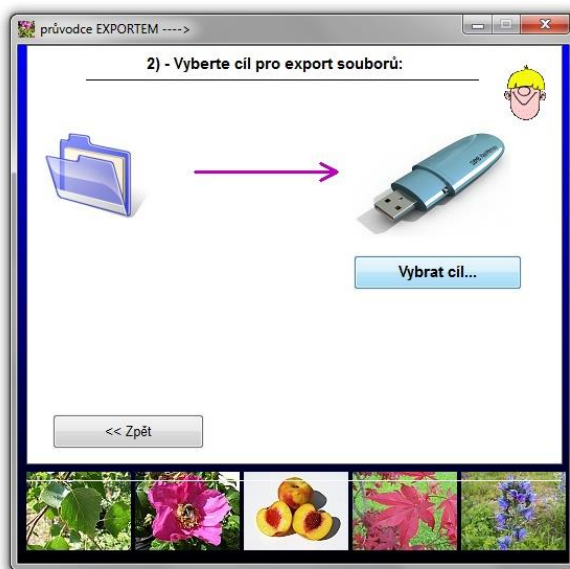 průvodce EXPORTEM ---->
2) - Vyberte cíl pro export souborů:
Vybrat cíl...
<< Zpět